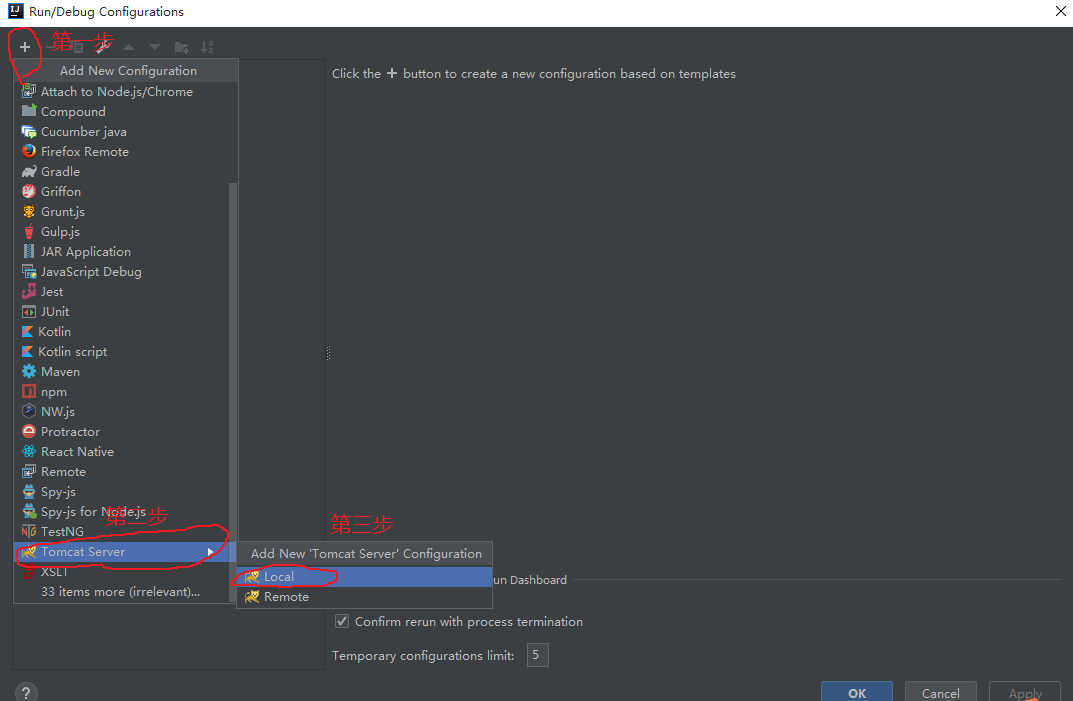 Run/Debug Configurations
第一步
Add New Configuration
Click the + button to create a new configuration based on templates
Attach to Node.js/Chrome
Compound
Cucumber java
Firefox Remote
Gradle
Griffon
Grunt.js
Gulp.js
JAR Application
JavaScript Debug
Jest
JUnit
Kotlin
Kotlin script
Maven
npm
NW.js
Protractor
React Native
Remote
Spy-js
Spy-js for Node.js
第二步
第三步
TestNG
Tomcat Server
Add New 'Tomcat Server' Configuration
XSLT
Local
un Dashboard
33 items more (irrelevant)...
Remote
Confirm rerun with process termination
Temporary configurations limit:
5
?
OK
Cancel
Apply